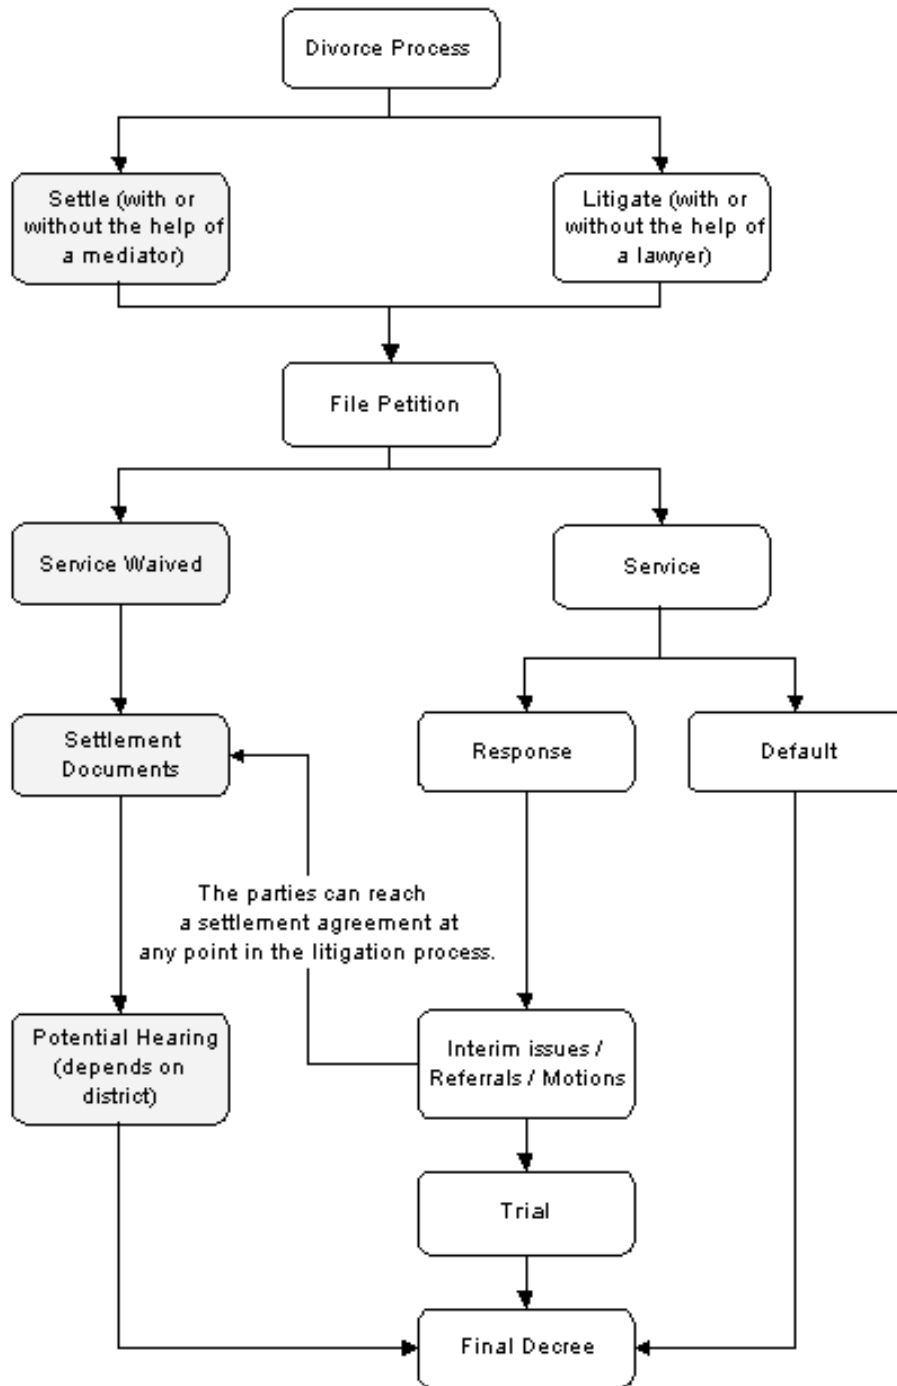 Divorce Process
Settle (with or
without the help of
a mediator)
Litigate (with or
without the help of
a lawyer)
File Petition
Service Waived
Service
Settlement
Documents
Response
Default
The parties can reach
a settlement agreement at
any point in the litigation process.
Potential Hearing
(depends on
district)
Interim issues /
Referrals / Motions
Trial
Final Decree